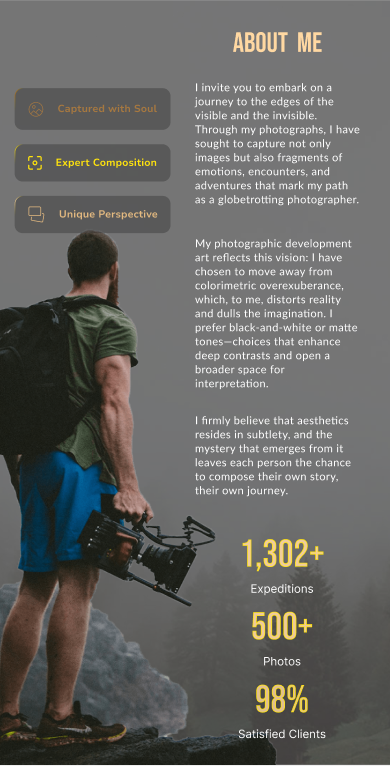 ABOUT ME
Captured with Soul
Expert Composition
Unique Perspective
I invite you to embark on a
journey to the edges of the
visible and the invisible.
Through my photographs, I have
sought to capture not only
images but also fragments of
emotions, encounters, and
adventures that mark my path
as a globetrotting photographer.
My photographic development
art reflects this vision: I have
chosen to move away from
colorimetric overexuberance,
which, to me, distorts reality
and dulls the imagination. I
prefer black-and-white or matte
tones—choices that enhance
deep contrasts and open a
broader space for
interpretation.
I firmly believe that aesthetics
resides in subtlety, and the
mystery that emerges from it
leaves each person the chance
to compose their own story,
their own journey.
1,302+
Expeditions
500+
Photos
98%
Satisfied Clients